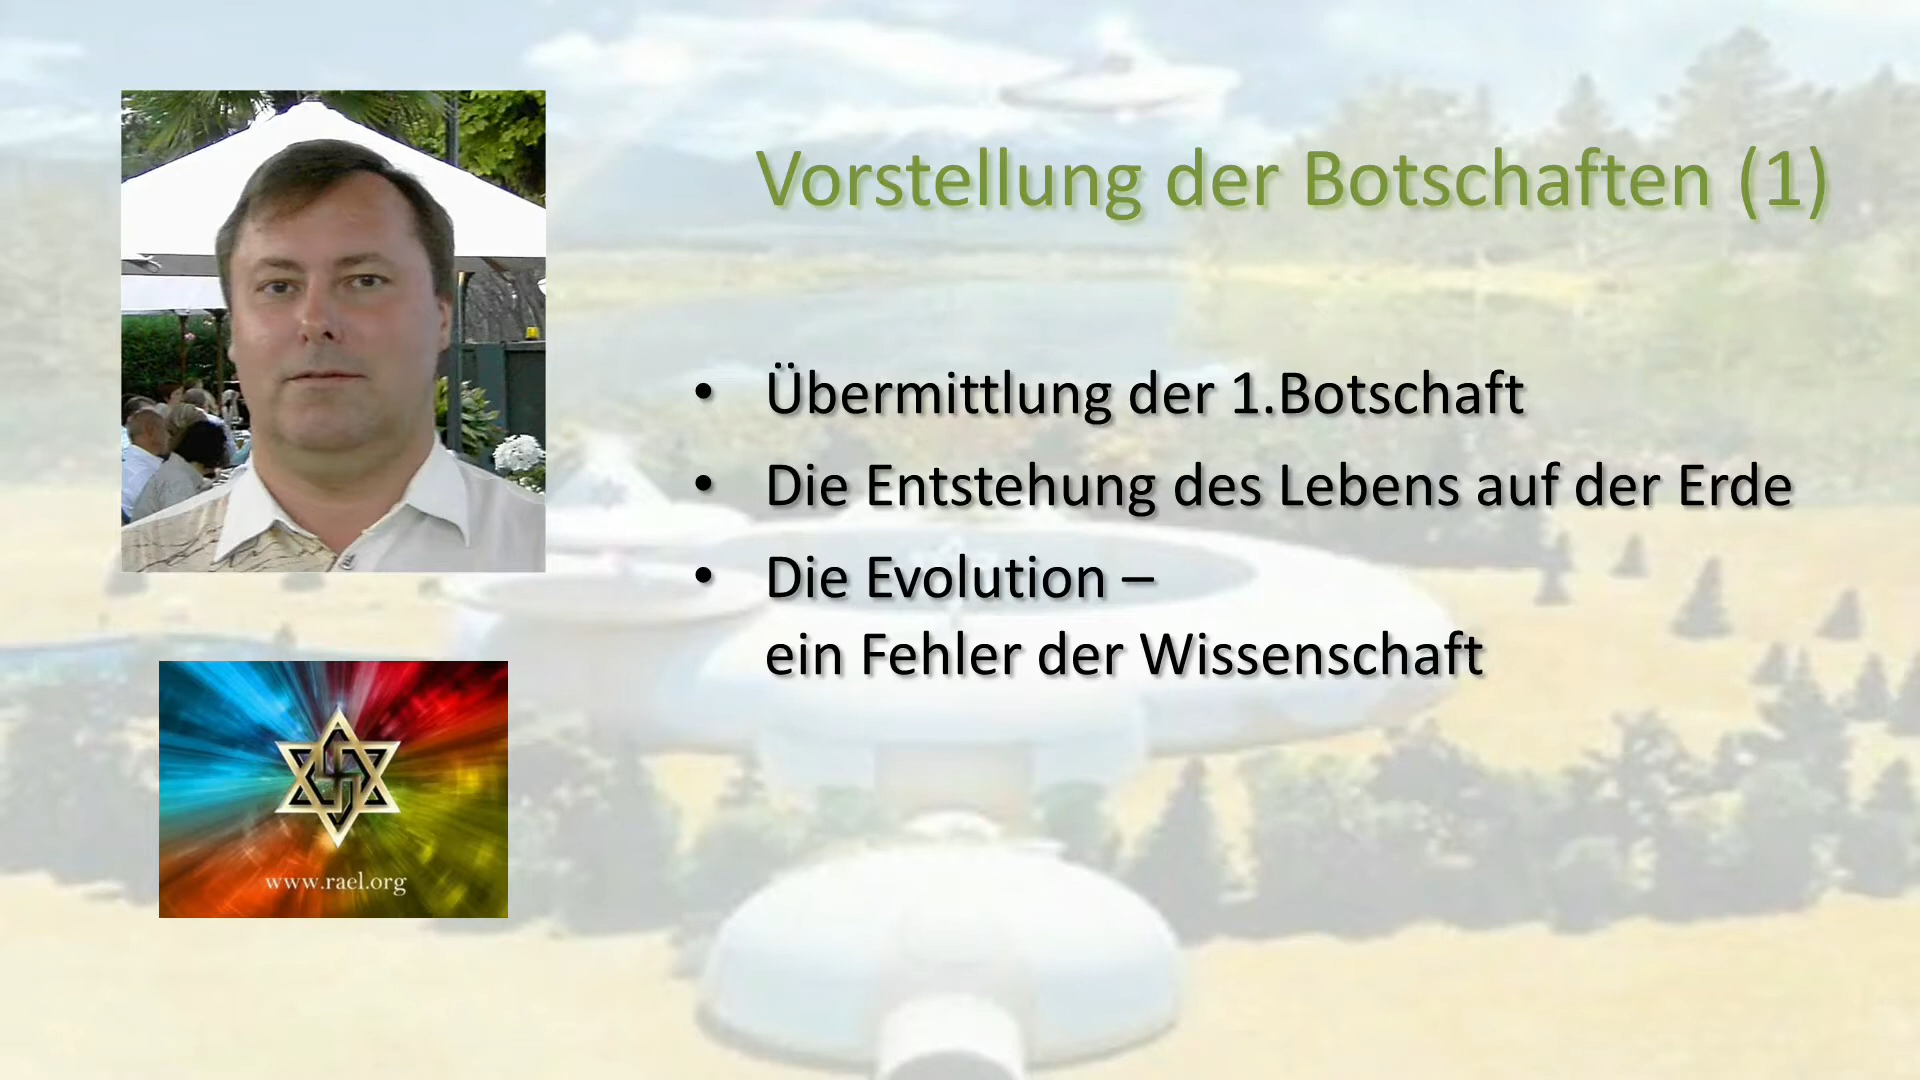 Vorstellung der Botschaften (1)
• Übermittlung der 1.Botschaft
• Die Entstehung des Lebens auf der Erde
• Die Evolution –
ein Fehler der Wissenschaft
www.rael.org